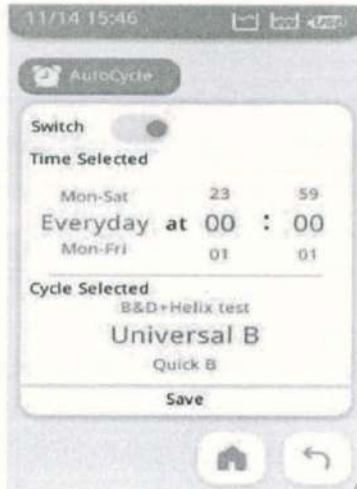 11/14 15:46
AutoCycle
Switch
Time Selected
Mon-Sat 23 59
Everyday at 00 : 00
Mon-Fri 01 01
Cycle Selected
B&D+Helix test
Universal B
Quick B
Save